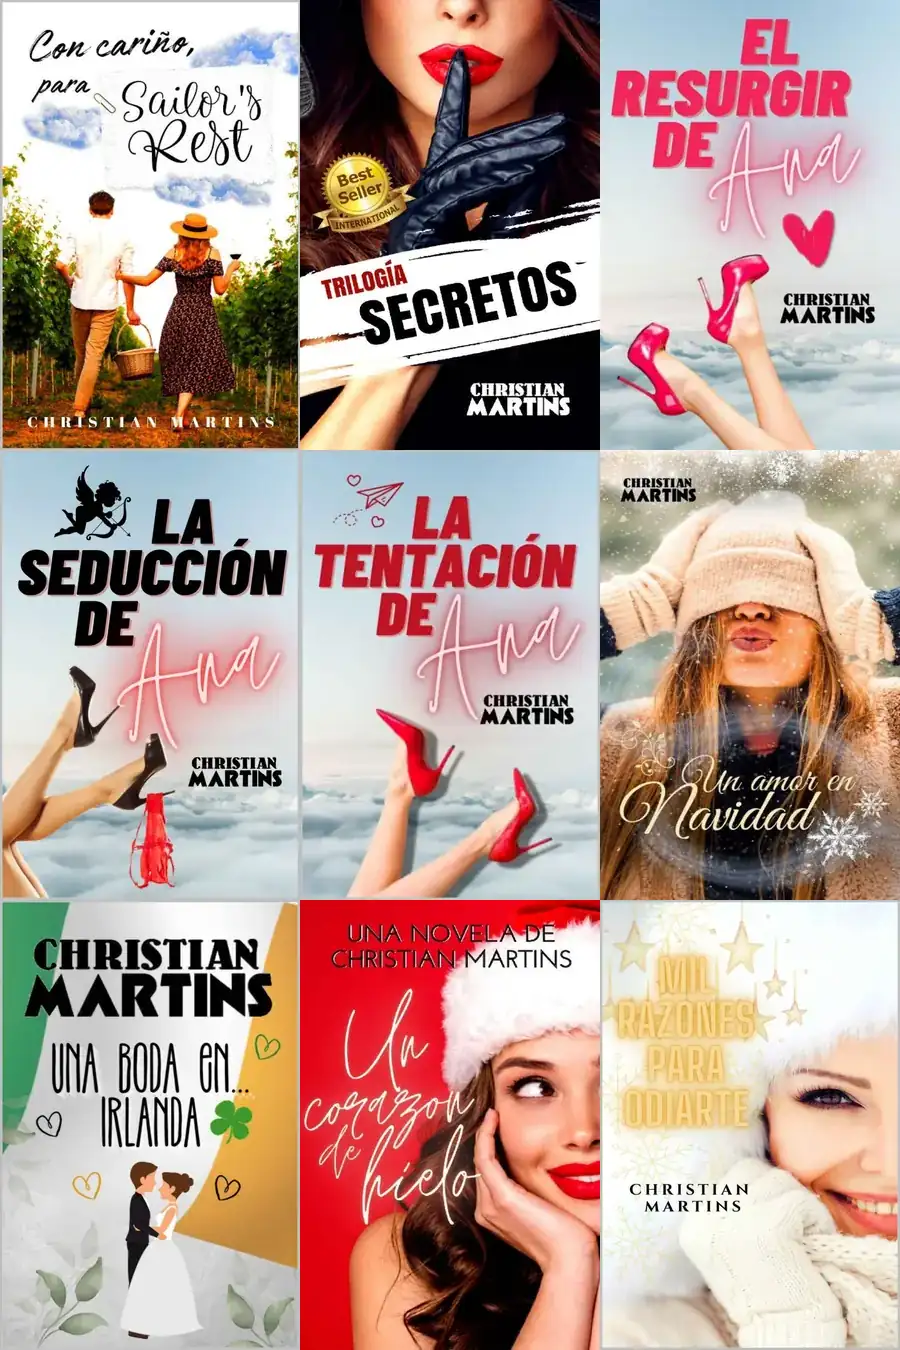 Con cariño,
para
Sailor's
Rest
CHRISTIAN MARTINS
Best
Seller
INTERNATIONAL
TRILOGÍA
SECRETOS
CHRISTIAN
MARTINS
EL
RESURGIR
DE
Ana
CHRISTIAN
MARTINS
LA
SEDUCCIÓN
DE
Ana
CHRISTIAN
MARTINS
LA
TENTACIÓN
DE
Ana
CHRISTIAN
MARTINS
CHRISTIAN
MARTINS
Un amor en
Navidad
CHRISTIAN
MARTINS
UNA BODA EN...
IRLANDA
UNA NOVELA DE
CHRISTIAN MARTINS
Un
corazon
de
hielo
MIL
RAZONES
PARA
ODIARTE
CHRISTIAN
MARTINS